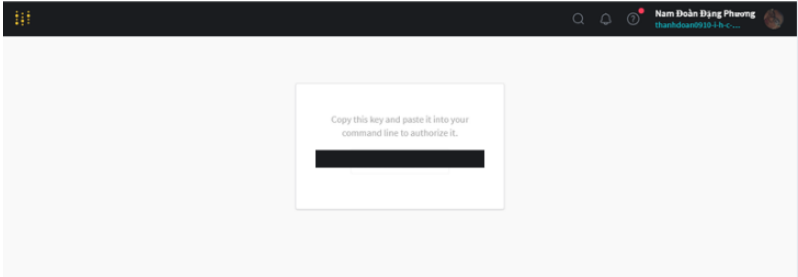 Nam Đoàn Đặng Phương
thanhdoan0910-i-h-c-...
Copy this key and paste it into your
command line to authorize it.